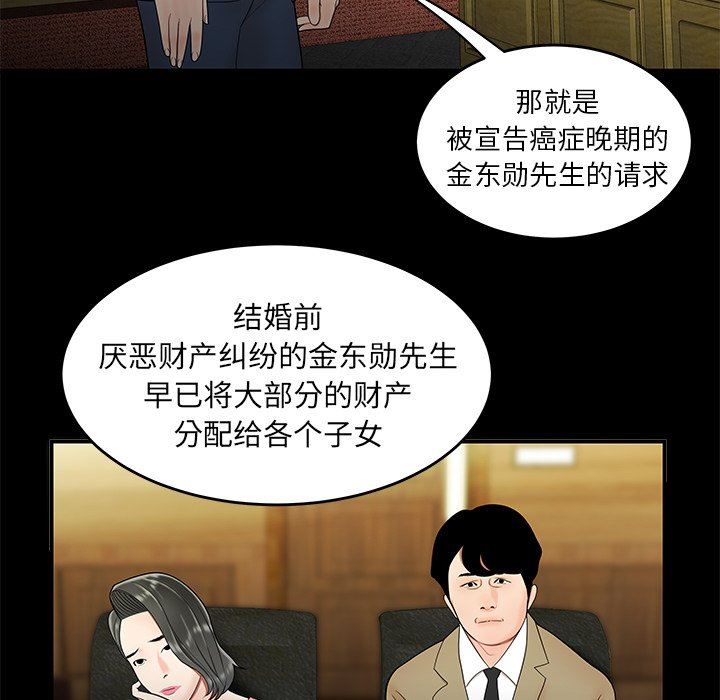 那就是
被宣告癌症晚期的
金东勋先生的请求
结婚前
厌恶财产纠纷的金东勋先生
早已将大部分的财产
分配给各个子女